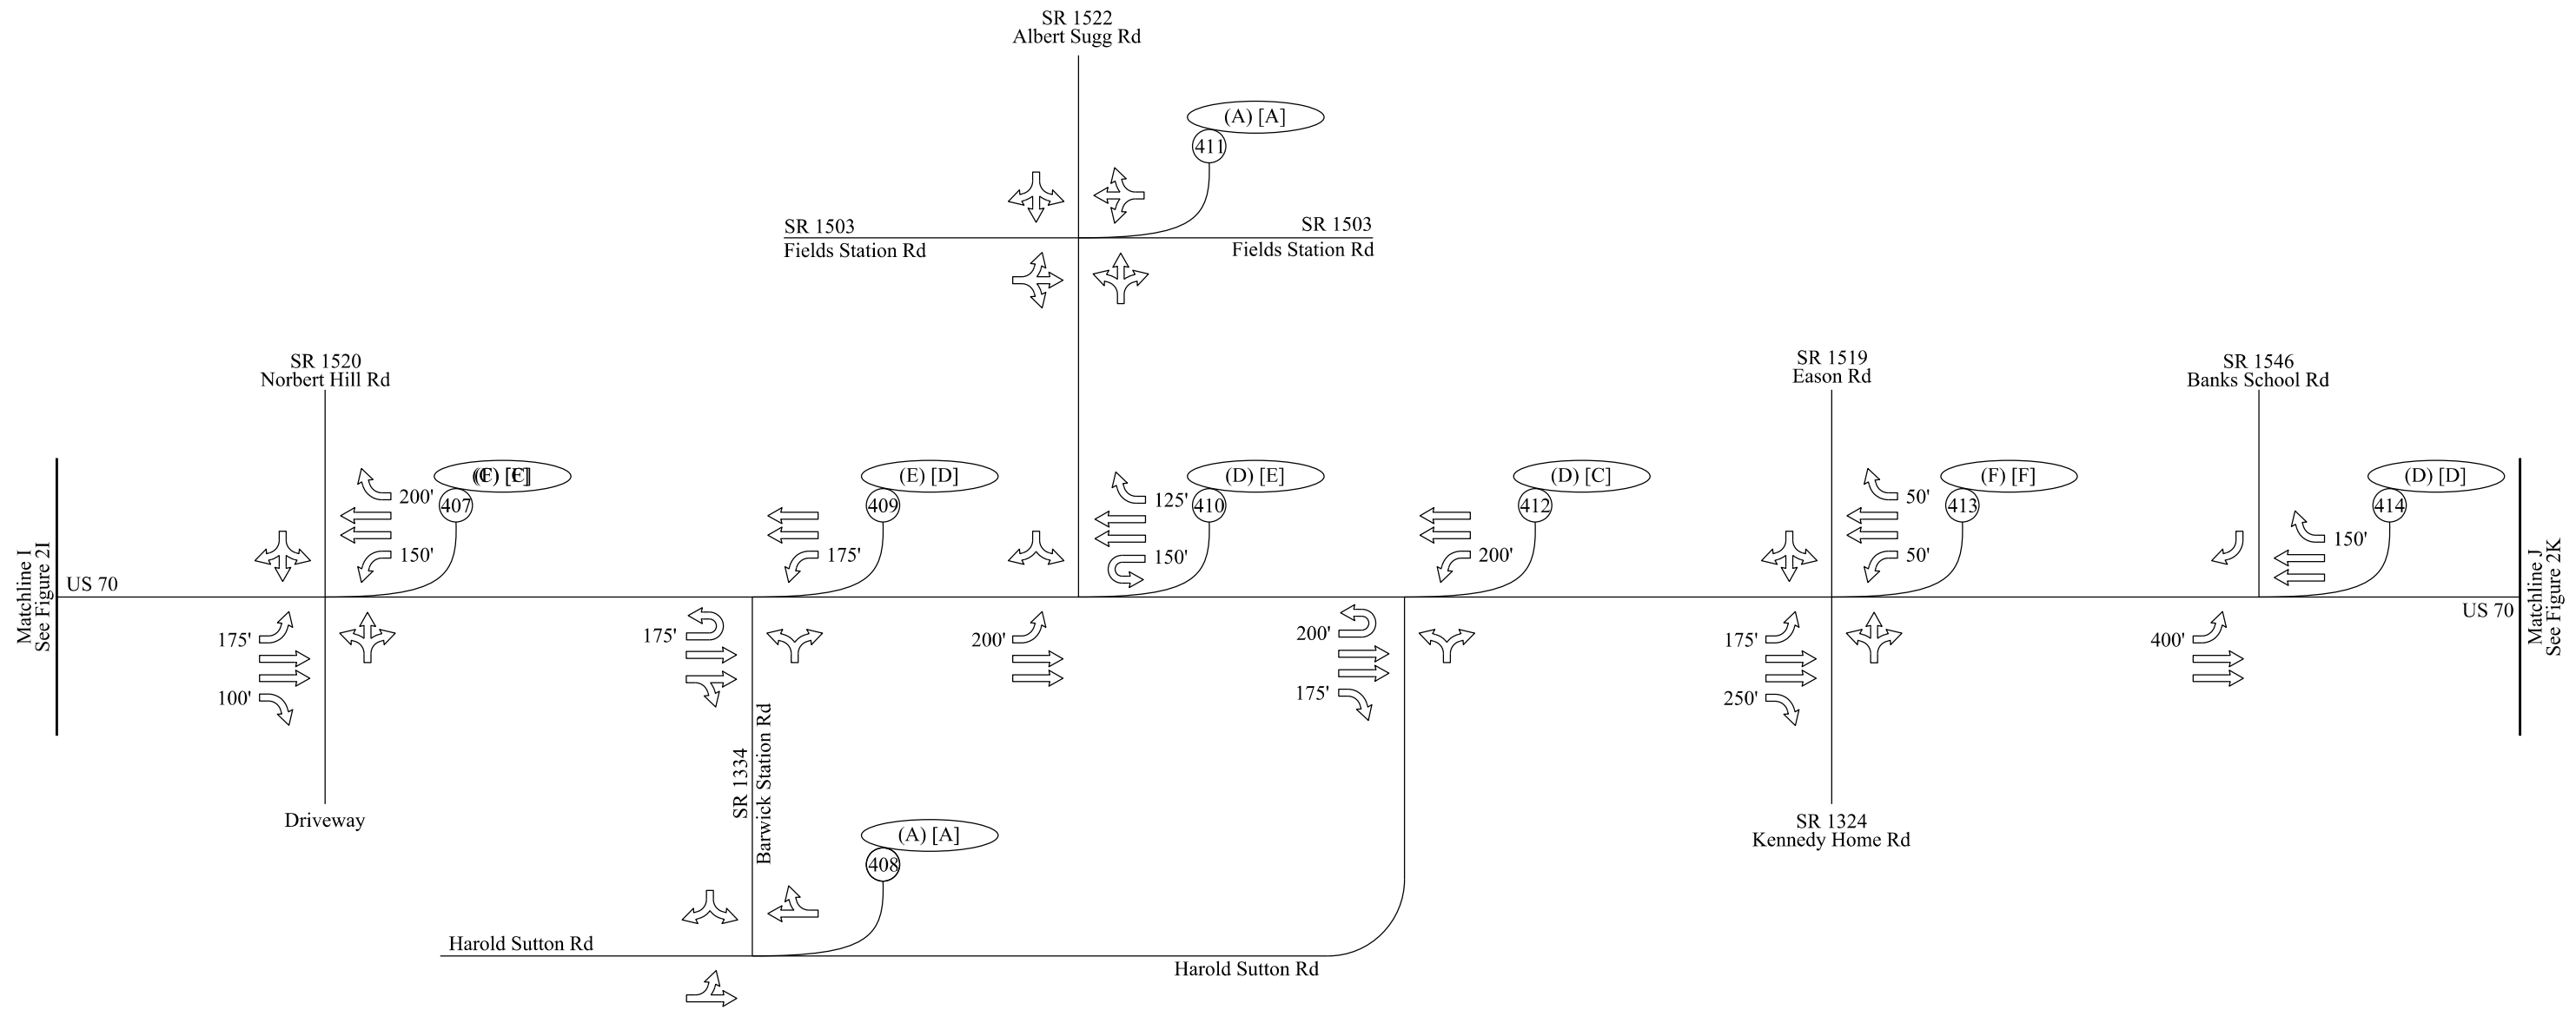 SR 1522
Albert Sugg Rd
(A) [A]
411
SR 1503
Fields Station Rd
SR 1503
Fields Station Rd
SR 1520
Norbert Hill Rd
SR 1519
Eason Rd
SR 1546
Banks School Rd
200'
407
150'
(E) [D]
409
175'
(D) [E]
125'
410
150'
(D) [C]
412
200'
(F) [F]
50'
413
50'
(D) [D]
414
150'
Matchline I
See Figure 2I
US 70
US 70
Matchline J
See Figure 2K
175'
100'
175'
200'
200'
175'
175'
250'
400'
SR 1334
Barwick Station Rd
Driveway
SR 1324
Kennedy Home Rd
(A) [A]
408
Harold Sutton Rd
Harold Sutton Rd